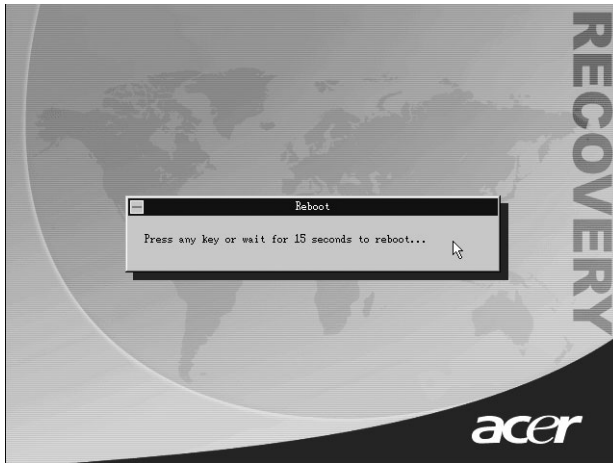 RECOVERY
Reboot
Press any key or wait for 15 seconds to reboot...
acer